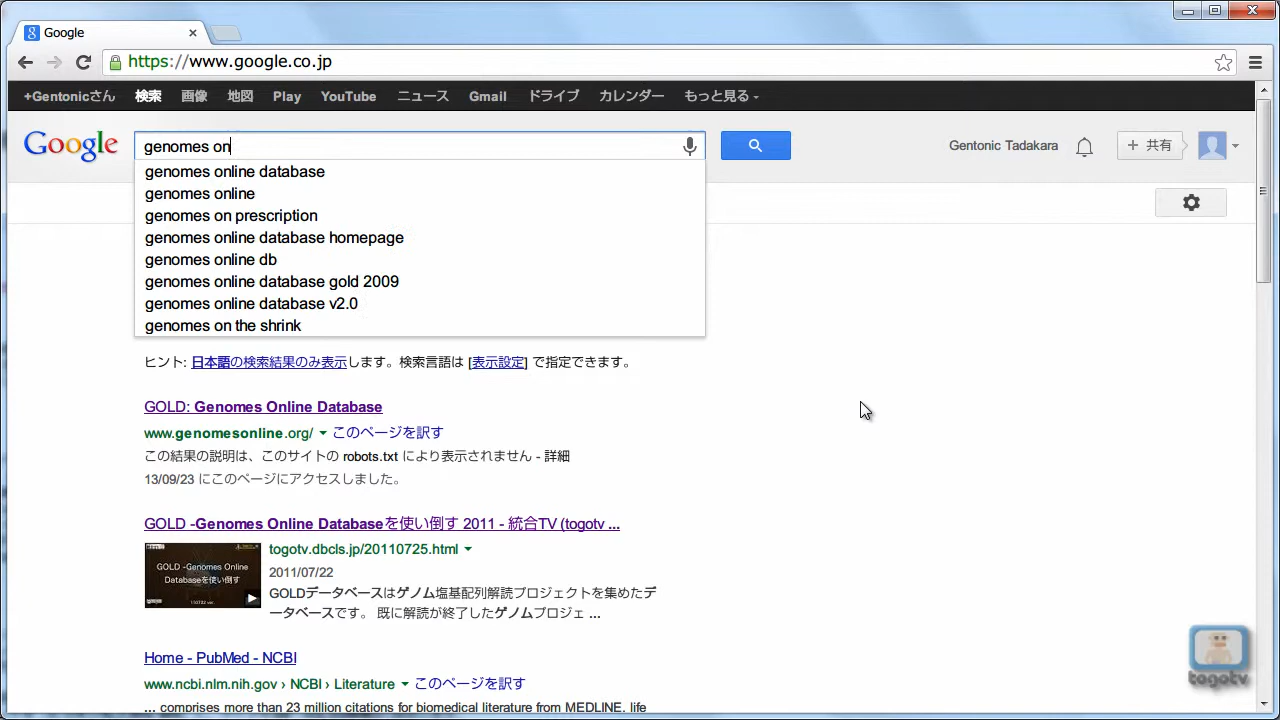 Google
https://www.google.co.jp
+Gentonicさん 検索 画像 地図 Play YouTube ニュース Gmail ドライブ カレンダー もっと見る
Google genomes on Gentonic Tadakara + 共有
genomes online database
genomes online
genomes on prescription
genomes online database homepage
genomes online db
genomes online database gold 2009
genomes online database v2.0
genomes on the shrink
ヒント: 日本語の検索結果のみ表示します。検索言語は [表示設定] で指定できます。
GOLD: Genomes Online Database
www.genomesonline.org/ このページを訳す
この結果の説明は、このサイトの robots.txt により表示されません - 詳細
13/09/23 にこのページにアクセスしました。
GOLD -Genomes Online Databaseを使い倒す 2011 - 統合TV (togotv ...
togotv.dbcls.jp/20110725.html
2011/07/22
GOLD -Genomes Online
Databaseを使い倒す
GOLDデータベースはゲノム塩基配列解読プロジェクトを集めたデ
ータベースです。 既に解読が終了したゲノムプロジェ ...
Home - PubMed - NCBI
www.ncbi.nlm.nih.gov › NCBI › Literature このページを訳す
... comprises more than 23 million citations for biomedical literature from MEDLINE, life
togotv